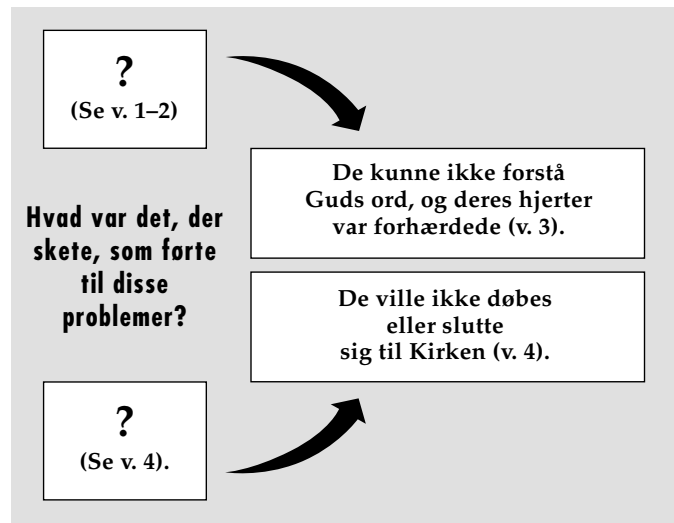 ?
(Se v. 1–2)
De kunne ikke forstå
Guds ord, og deres hjerter
var forhærdede (v. 3).
Hvad var det, der
skete, som førte
til disse
problemer?
De ville ikke døbes
eller slutte
sig til Kirken (v. 4).
?
(Se v. 4).